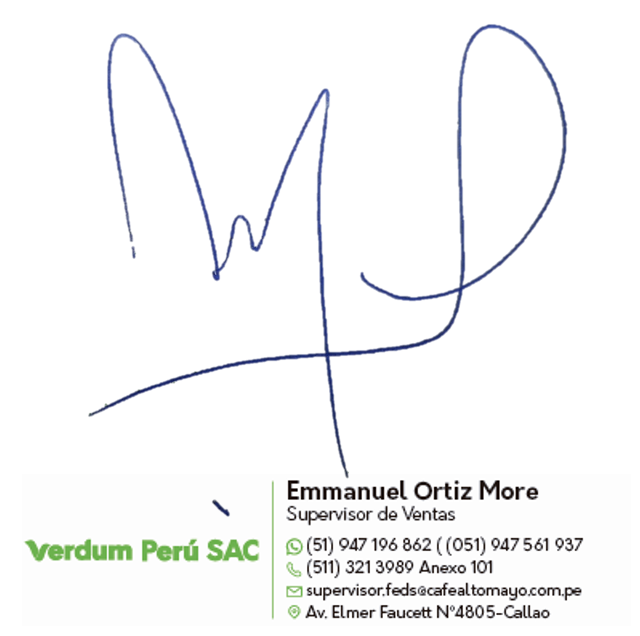 Emmanuel Ortiz More
Supervisor de Ventas
Verdum Perú SAC
(51) 947 196 862 ( (051) 947 561 937
(511) 321 3989 Anexo 101
supervisor.feds@cafealtomayo.com.pe
Av. Elmer Faucett N°4805-Callao